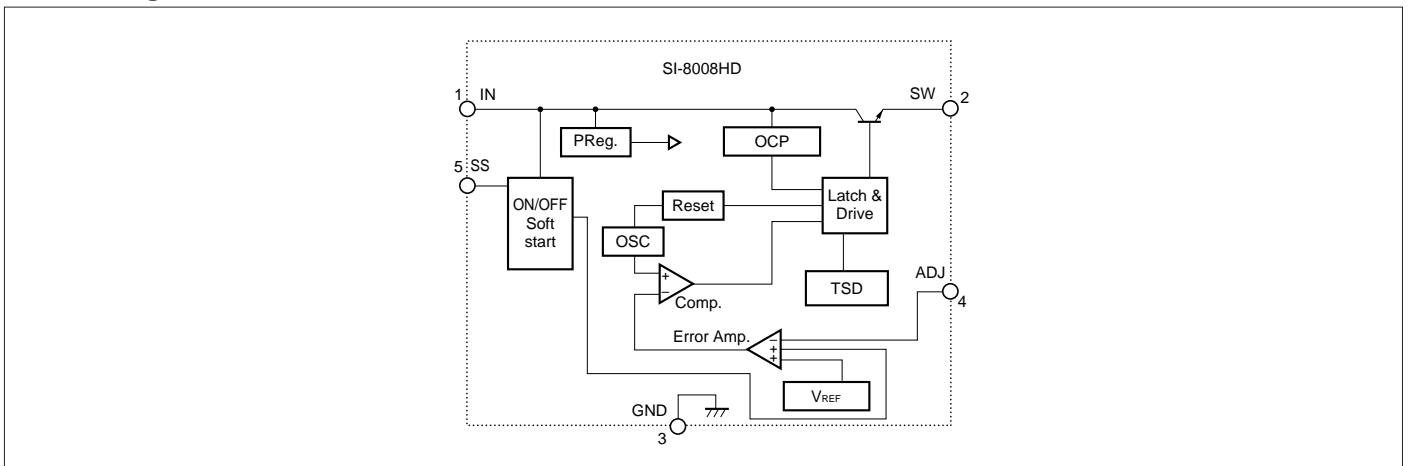 SI-8008HD
1 IN
SW 2
PReg.
OCP
5 SS
ON/OFF
Soft
start
Reset
Latch &
Drive
OSC
TSD
ADJ
4
+
−
Comp.
Error Amp.
−
+
+
VREF
GND
3